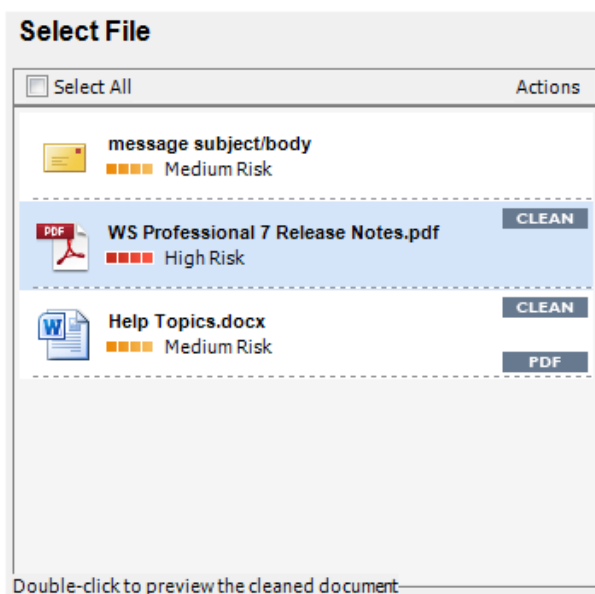 Select File
Select All Actions
message subject/body
Medium Risk
CLEAN
PDF
WS Professional 7 Release Notes.pdf
High Risk
CLEAN
W
Help Topics.docx
Medium Risk
PDF
Double-click to preview the cleaned document